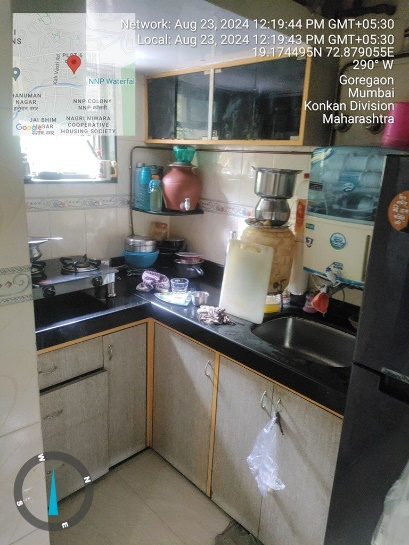 Network: Aug 23, 2024 12:19:44 PM GMT+05:30
Local: Aug 23, 2024 12:19:43 PM GMT+05:30
19.174495N 72.879055E
290° W
Goregaon
Mumbai
Konkan Division
Maharashtra
NNP Waterfal
HANUMAN
NAGAR
NNP COLONY
JAI BHIM
NAGAR
NAGRI NIWARA
COOPERATIVE
HOUSING SOCIETY
Google
W
N
S
E